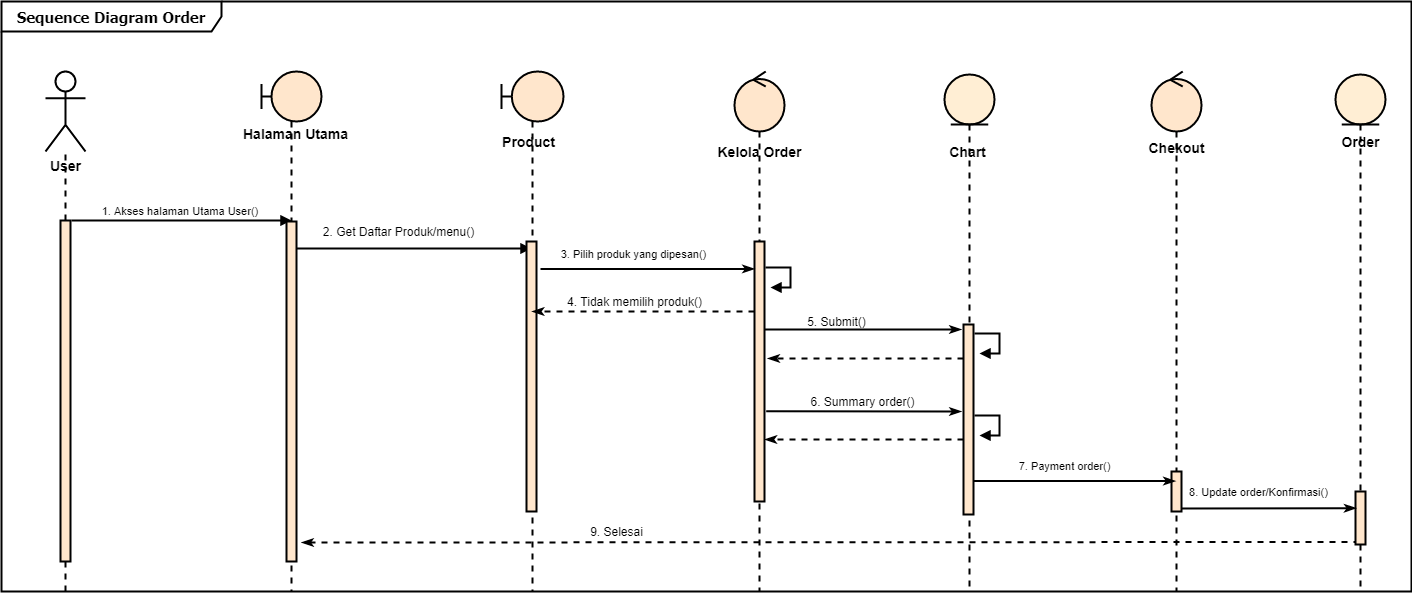 Sequence Diagram Order
User
Halaman Utama
Product
Kelola Order
Chart
Chekout
Order
1. Akses halaman Utama User()
2. Get Daftar Produk/menu()
3. Pilih produk yang dipesan()
4. Tidak memilih produk()
5. Submit()
6. Summary order()
7. Payment order()
8. Update order/Konfirmasi()
9. Selesai